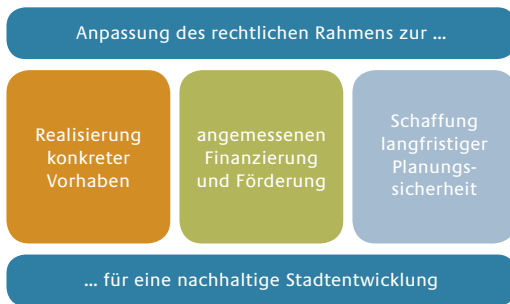 Anpassung des rechtlichen Rahmens zur ...
Realisierung
konkreter
Vorhaben
angemessenen
Finanzierung
und Förderung
Schaffung
langfristiger
Planungs-
sicherheit
... für eine nachhaltige Stadtentwicklung